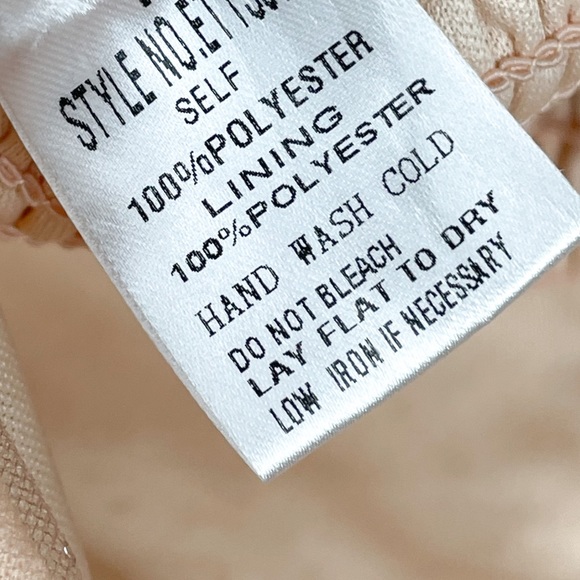 STYLE NO.
SELF
100%POLYESTER
LINING
100%POLYESTER
HAND WASH COLD
DO NOT BLEACH
LAY FLAT TO DRY
LOW IRON IF NECESSARY